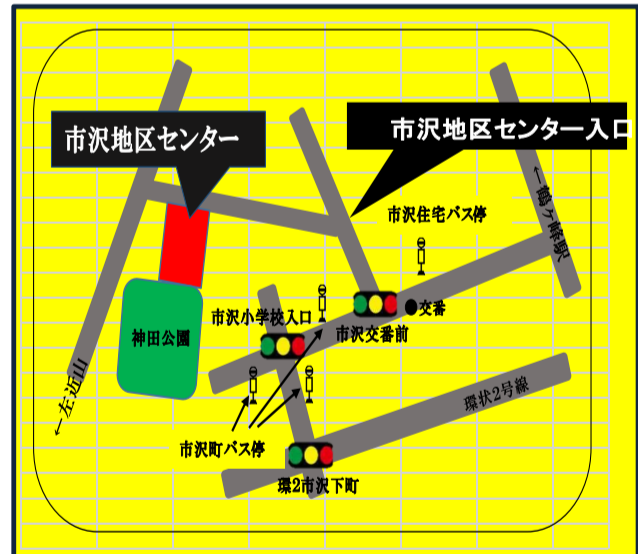 市沢地区センター
市沢地区センター入口
市沢住宅バス停
←鶴ヶ峰駅
交番
市沢小学校入口
市沢交番前
神田公園
←左近山
環状2号線
市沢町バス停
環2市沢下町